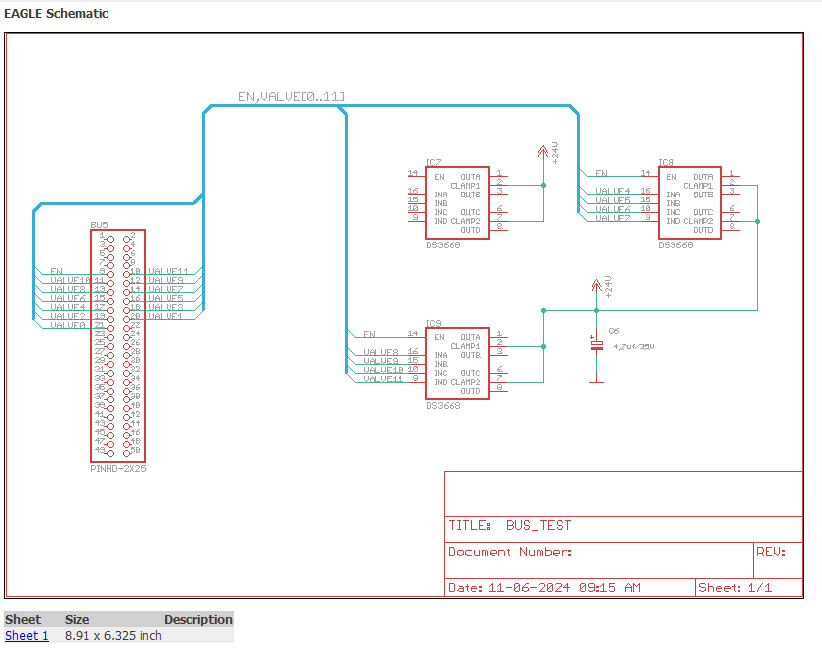 EAGLE Schematic
EN,VALVE[0..11]
IC7
14 EN OUTA 1
CLAMP1 2
16 INA OUTB 3
15 INB
10 INC OUTC 6
9 IND CLAMP2 7
OUTD 8
DS3668
+24V
IC8
EN 14 EN OUTA 1
CLAMP1 2
VALVE4 16 INA OUTB 3
VALVE5 15 INB
VALVE6 10 INC OUTC 6
VALVE7 9 IND CLAMP2 7
OUTD 8
DS3668
BU5
1 2
3 4
5 6
7 8
EN 9 10 VALVE11
VALVE10 11 12 VALVE9
VALVE8 13 14 VALVE7
VALVE6 15 16 VALVE5
VALVE4 17 18 VALVE3
VALVE2 19 20 VALVE1
VALVE0 21 22
23 24
25 26
27 28
29 30
31 32
33 34
35 36
37 38
39 40
41 42
43 44
45 46
47 48
49 50
PINHD-2X25
+24V
C6
+
4,7uf/35V
IC9
EN 14 EN OUTA 1
CLAMP1 2
VALVE8 16 INA OUTB 3
VALVE9 15 INB
VALVE10 10 INC OUTC 6
VALVE11 9 IND CLAMP2 7
OUTD 8
DS3668
TITLE: BUS_TEST
Document Number:
REV:
Date: 11-06-2024 09:15 AM
Sheet: 1/1
Sheet Size Description
Sheet 1 8.91 x 6.325 inch